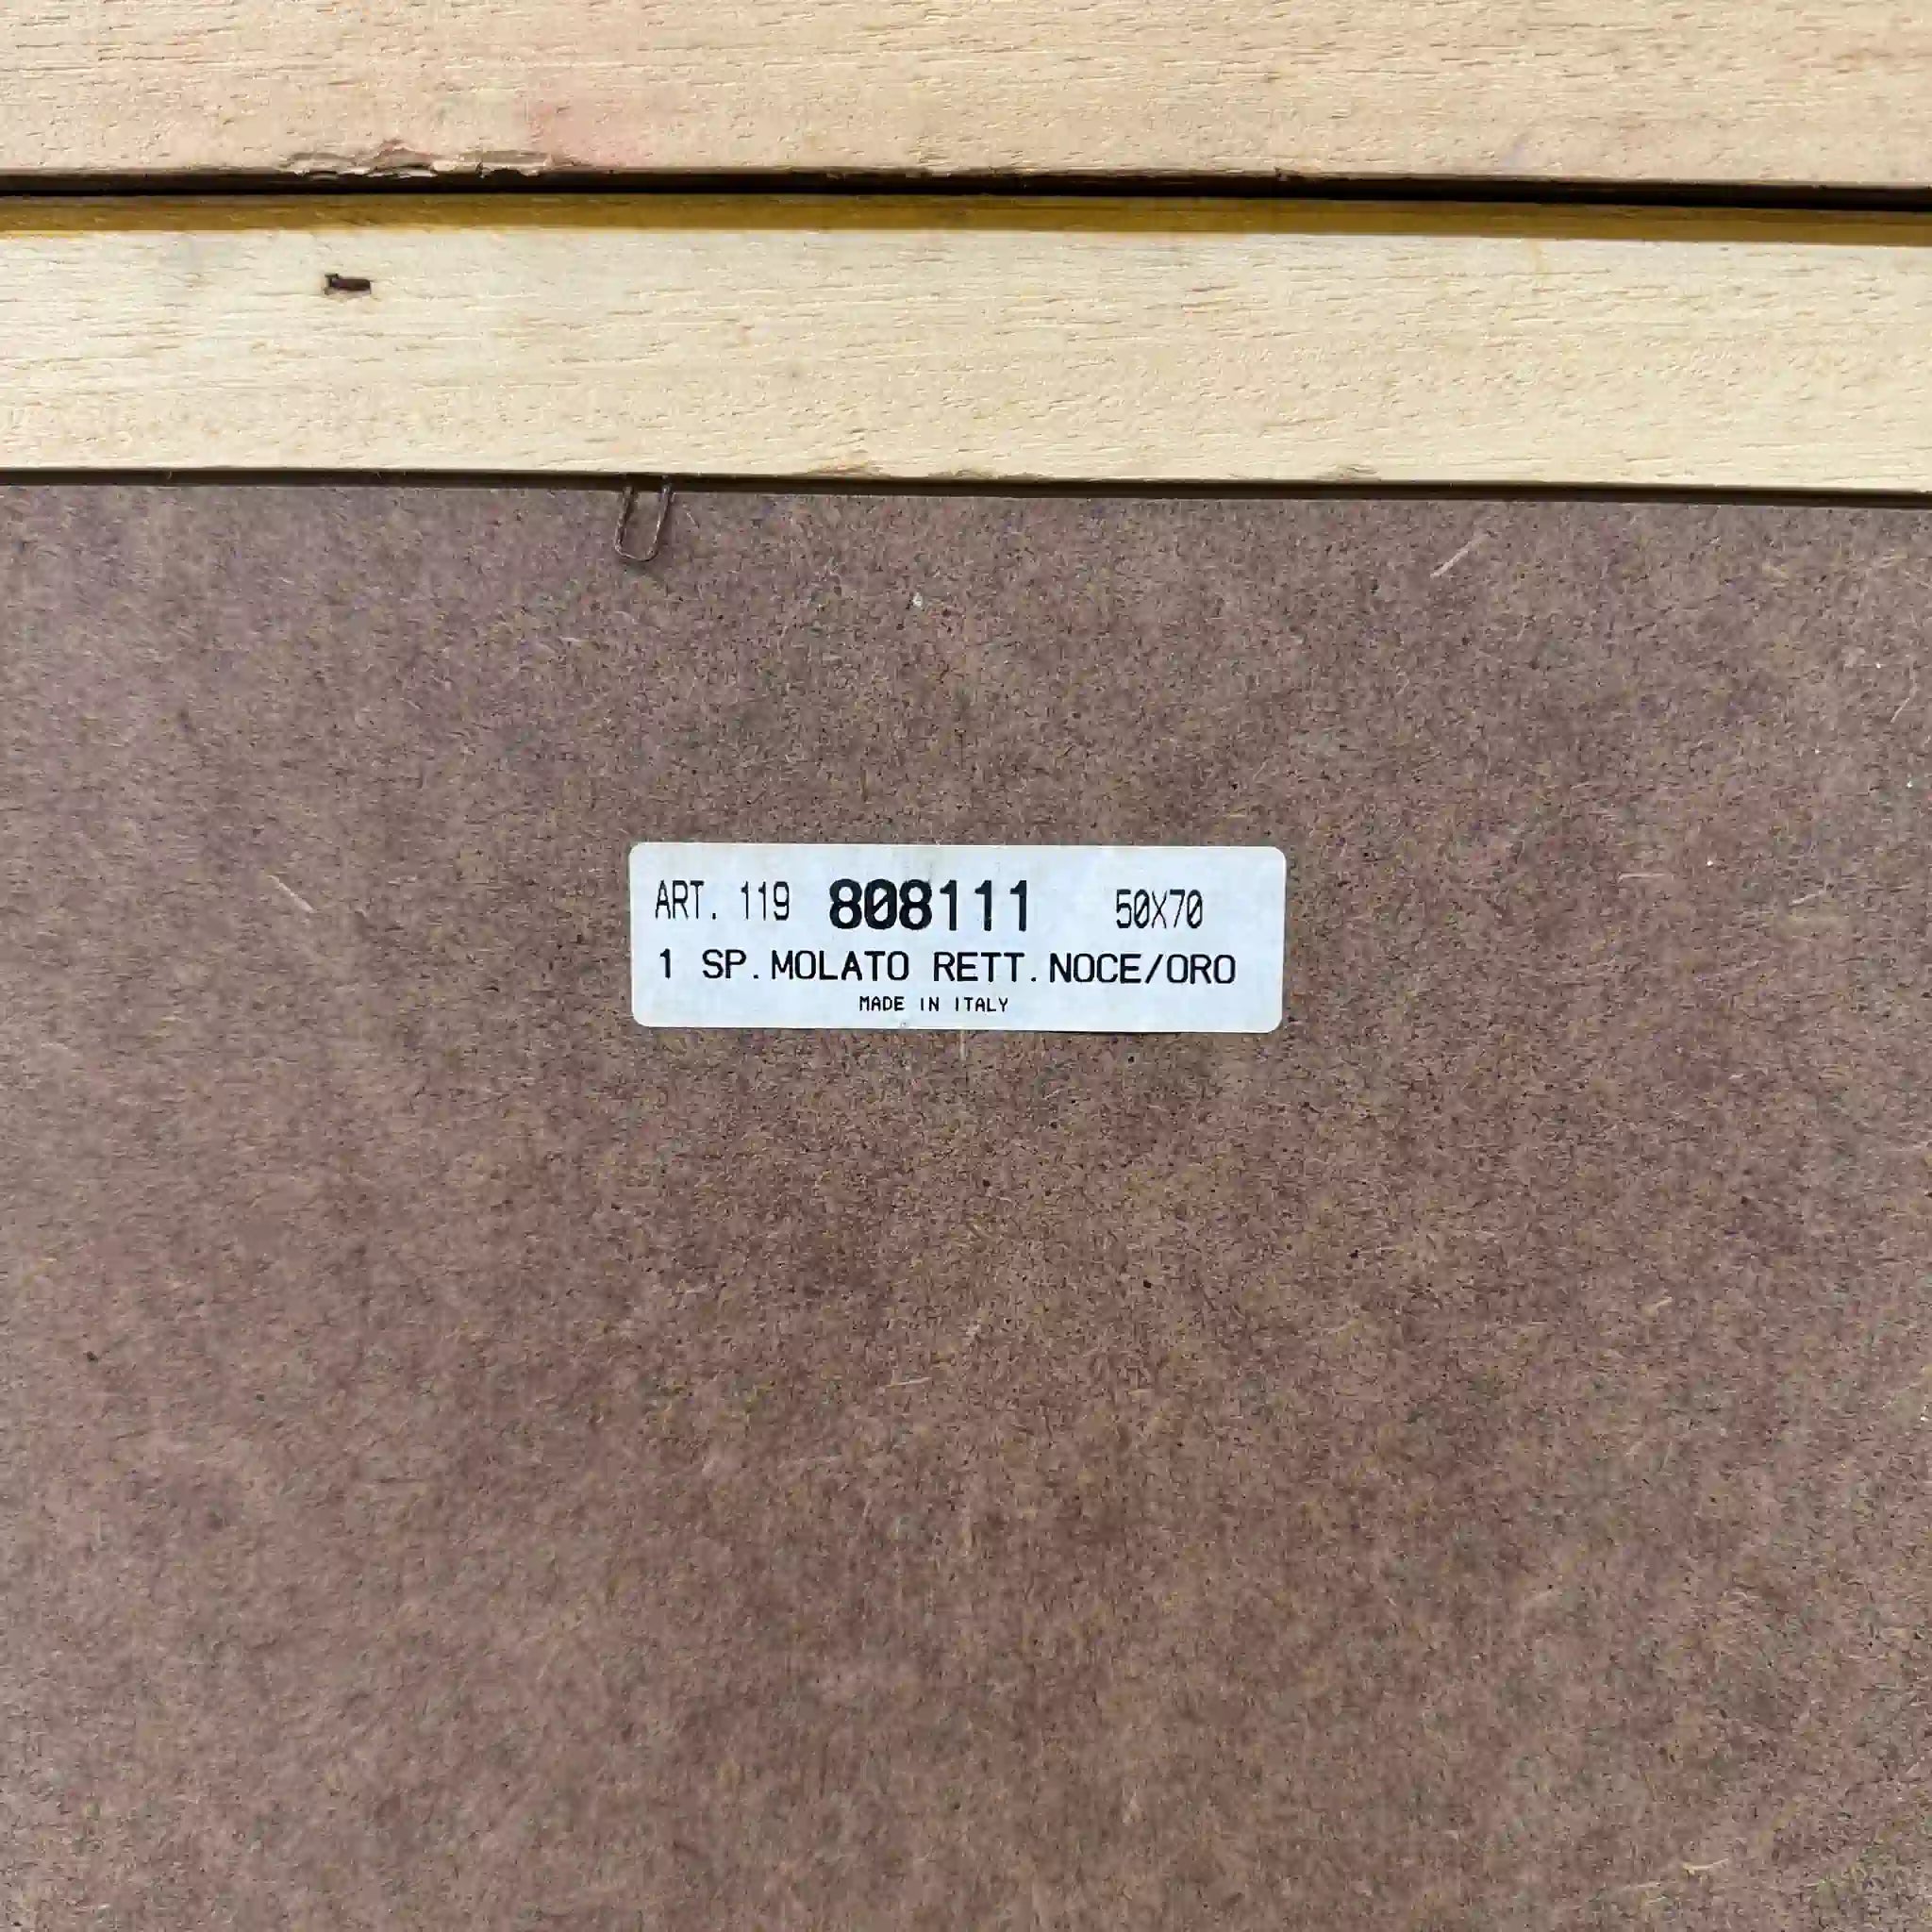 ART. 119 808111 50X70
1 SP.MOLATO RETT.NOCE/ORO
MADE IN ITALY